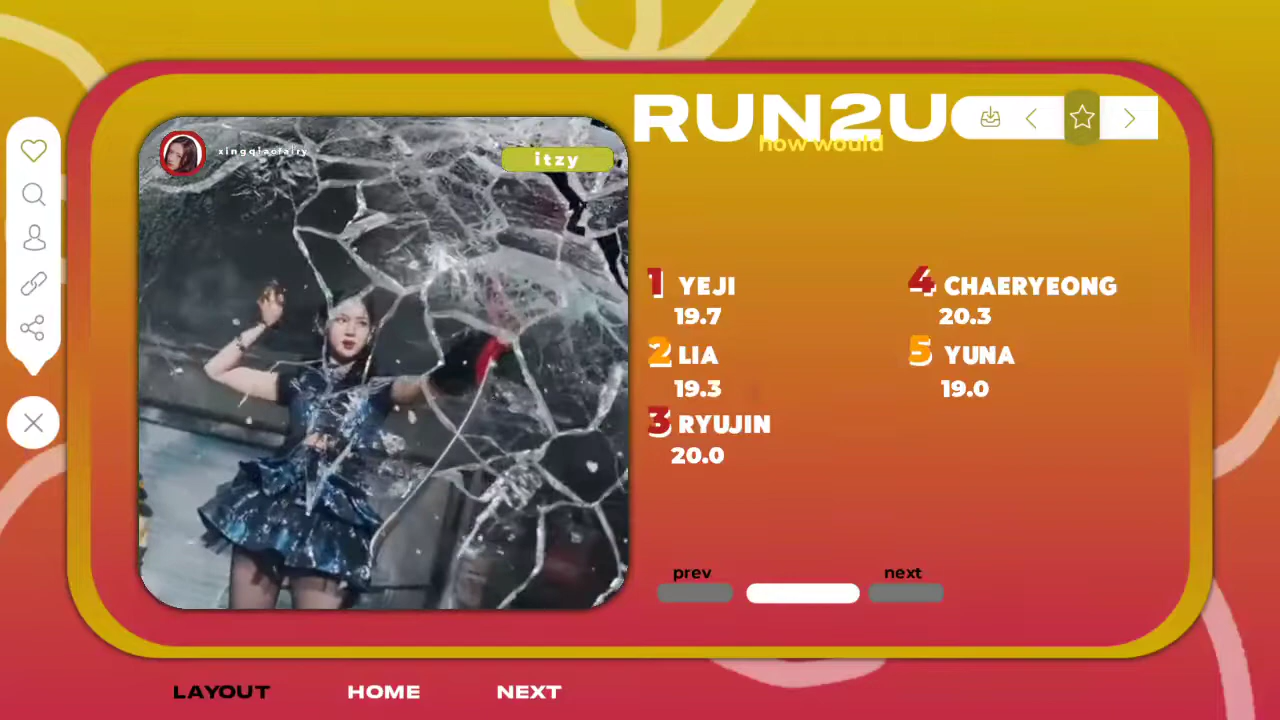 xingqiaofairy
itzy
RUN2U
how would
1 YEJI
19.7
2 LIA
19.3
3 RYUJIN
20.0
4 CHAERYEONG
20.3
5 YUNA
19.0
prev
next
LAYOUT HOME NEXT